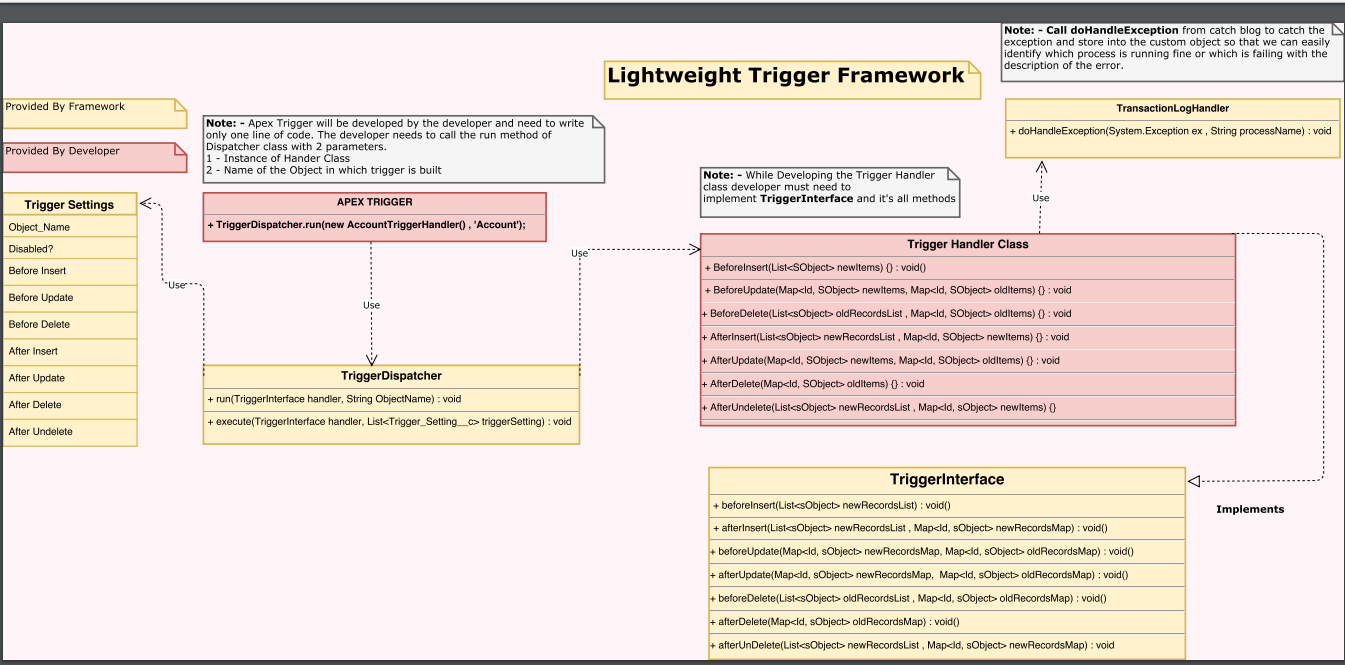 Note: - Call doHandleException from catch blog to catch the
exception and store into the custom object so that we can easily
identify which process is running fine or which is failing with the
description of the error.
Lightweight Trigger Framework
Provided By Framework
Provided By Developer
Note: - Apex Trigger will be developed by the developer and need to write
only one line of code. The developer needs to call the run method of
Dispatcher class with 2 parameters.
1 - Instance of Hander Class
2 - Name of the Object in which trigger is built
TransactionLogHandler
+ doHandleException(System.Exception ex , String processName) : void
Note: - While Developing the Trigger Handler
class developer must need to
implement TriggerInterface and it's all methods
Trigger Settings
Object_Name
Disabled?
Before Insert
Before Update
Before Delete
After Insert
After Update
After Delete
After Undelete
Use
APEX TRIGGER
+ TriggerDispatcher.run(new AccountTriggerHandler() , 'Account');
Use
TriggerDispatcher
+ run(TriggerInterface handler, String ObjectName) : void
+ execute(TriggerInterface handler, List<Trigger_Setting__c> triggerSetting) : void
Use
Use
Trigger Handler Class
+ BeforeInsert(List<SObject> newItems) {} : void()
+ BeforeUpdate(Map<Id, SObject> newItems, Map<Id, SObject> oldItems) {} : void
+ BeforeDelete(List<sObject> oldRecordsList , Map<Id, SObject> oldItems) {} : void
+ AfterInsert(List<sObject> newRecordsList , Map<Id, SObject> newItems) {} : void
+ AfterUpdate(Map<Id, SObject> newItems, Map<Id, SObject> oldItems) {} : void
+ AfterDelete(Map<Id, SObject> oldItems) {} : void
+ AfterUndelete(List<sObject> newRecordsList , Map<Id, sObject> newItems) {}
Implements
TriggerInterface
+ beforeInsert(List<sObject> newRecordsList) : void()
+ afterInsert(List<sObject> newRecordsList , Map<Id, sObject> newRecordsMap) : void()
+ beforeUpdate(Map<Id, sObject> newRecordsMap, Map<Id, sObject> oldRecordsMap) : void()
+ afterUpdate(Map<Id, sObject> newRecordsMap, Map<Id, sObject> oldRecordsMap) : void()
+ beforeDelete(List<sObject> oldRecordsList , Map<Id, sObject> oldRecordsMap) : void()
+ afterDelete(Map<Id, sObject> oldRecordsMap) : void()
+ afterUnDelete(List<sObject> newRecordsList , Map<Id, sObject> newRecordsMap) : void